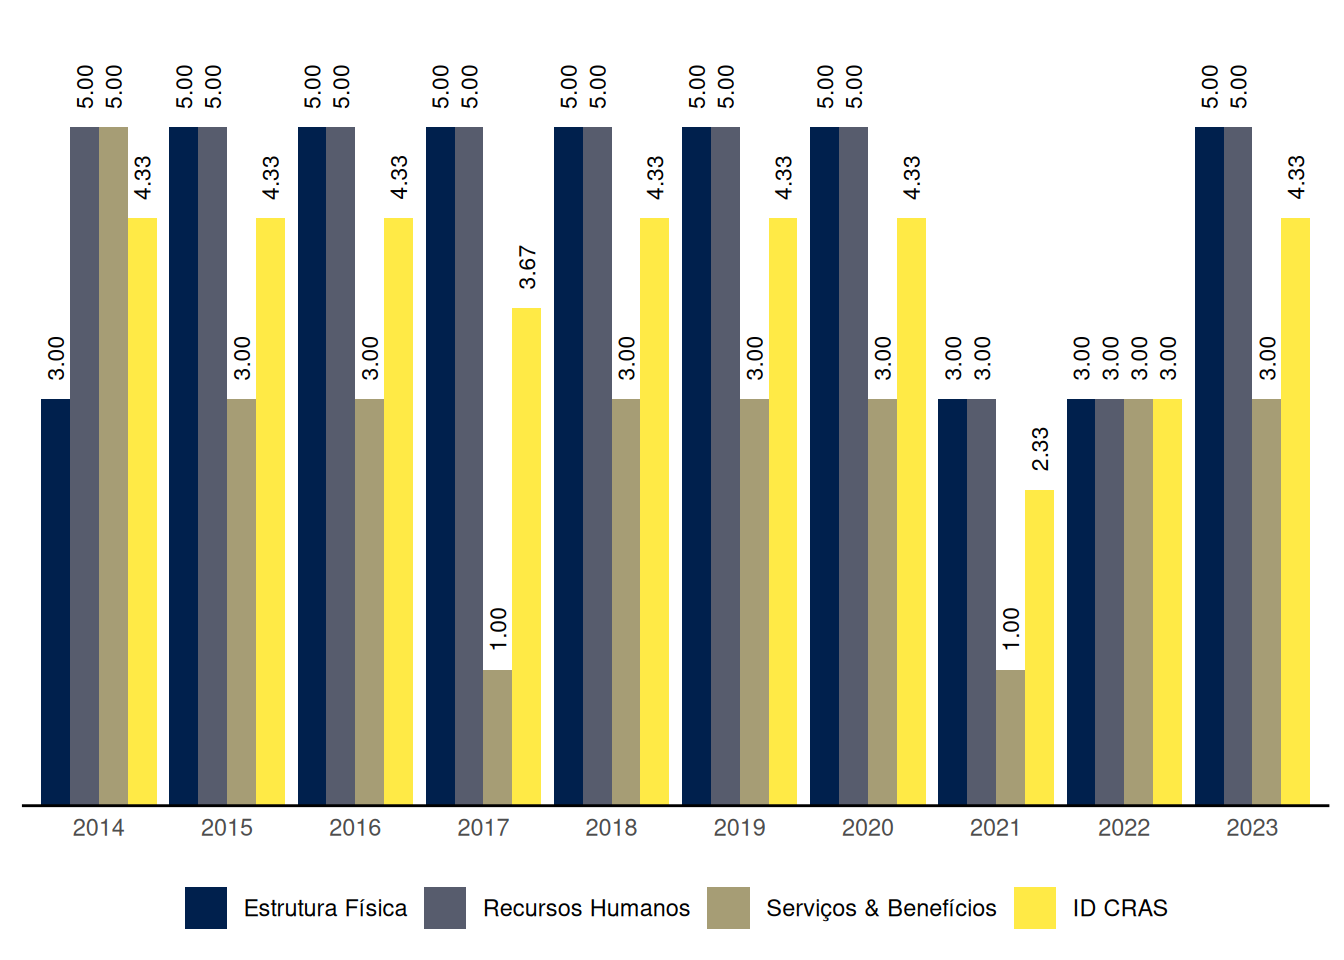 5.00 5.00 5.00 5.00 5.00 5.00 5.00 5.00 5.00 5.00 5.00 5.00 5.00 5.00 5.00 5.00
4.33 4.33 4.33 4.33 4.33 4.33 4.33
3.67
3.00 3.00 3.00 3.00 3.00 3.00 3.00 3.00 3.00 3.00 3.00 3.00 3.00
2.33
1.00 1.00
2014 2015 2016 2017 2018 2019 2020 2021 2022 2023
Estrutura Física Recursos Humanos Serviços & Benefícios ID CRAS